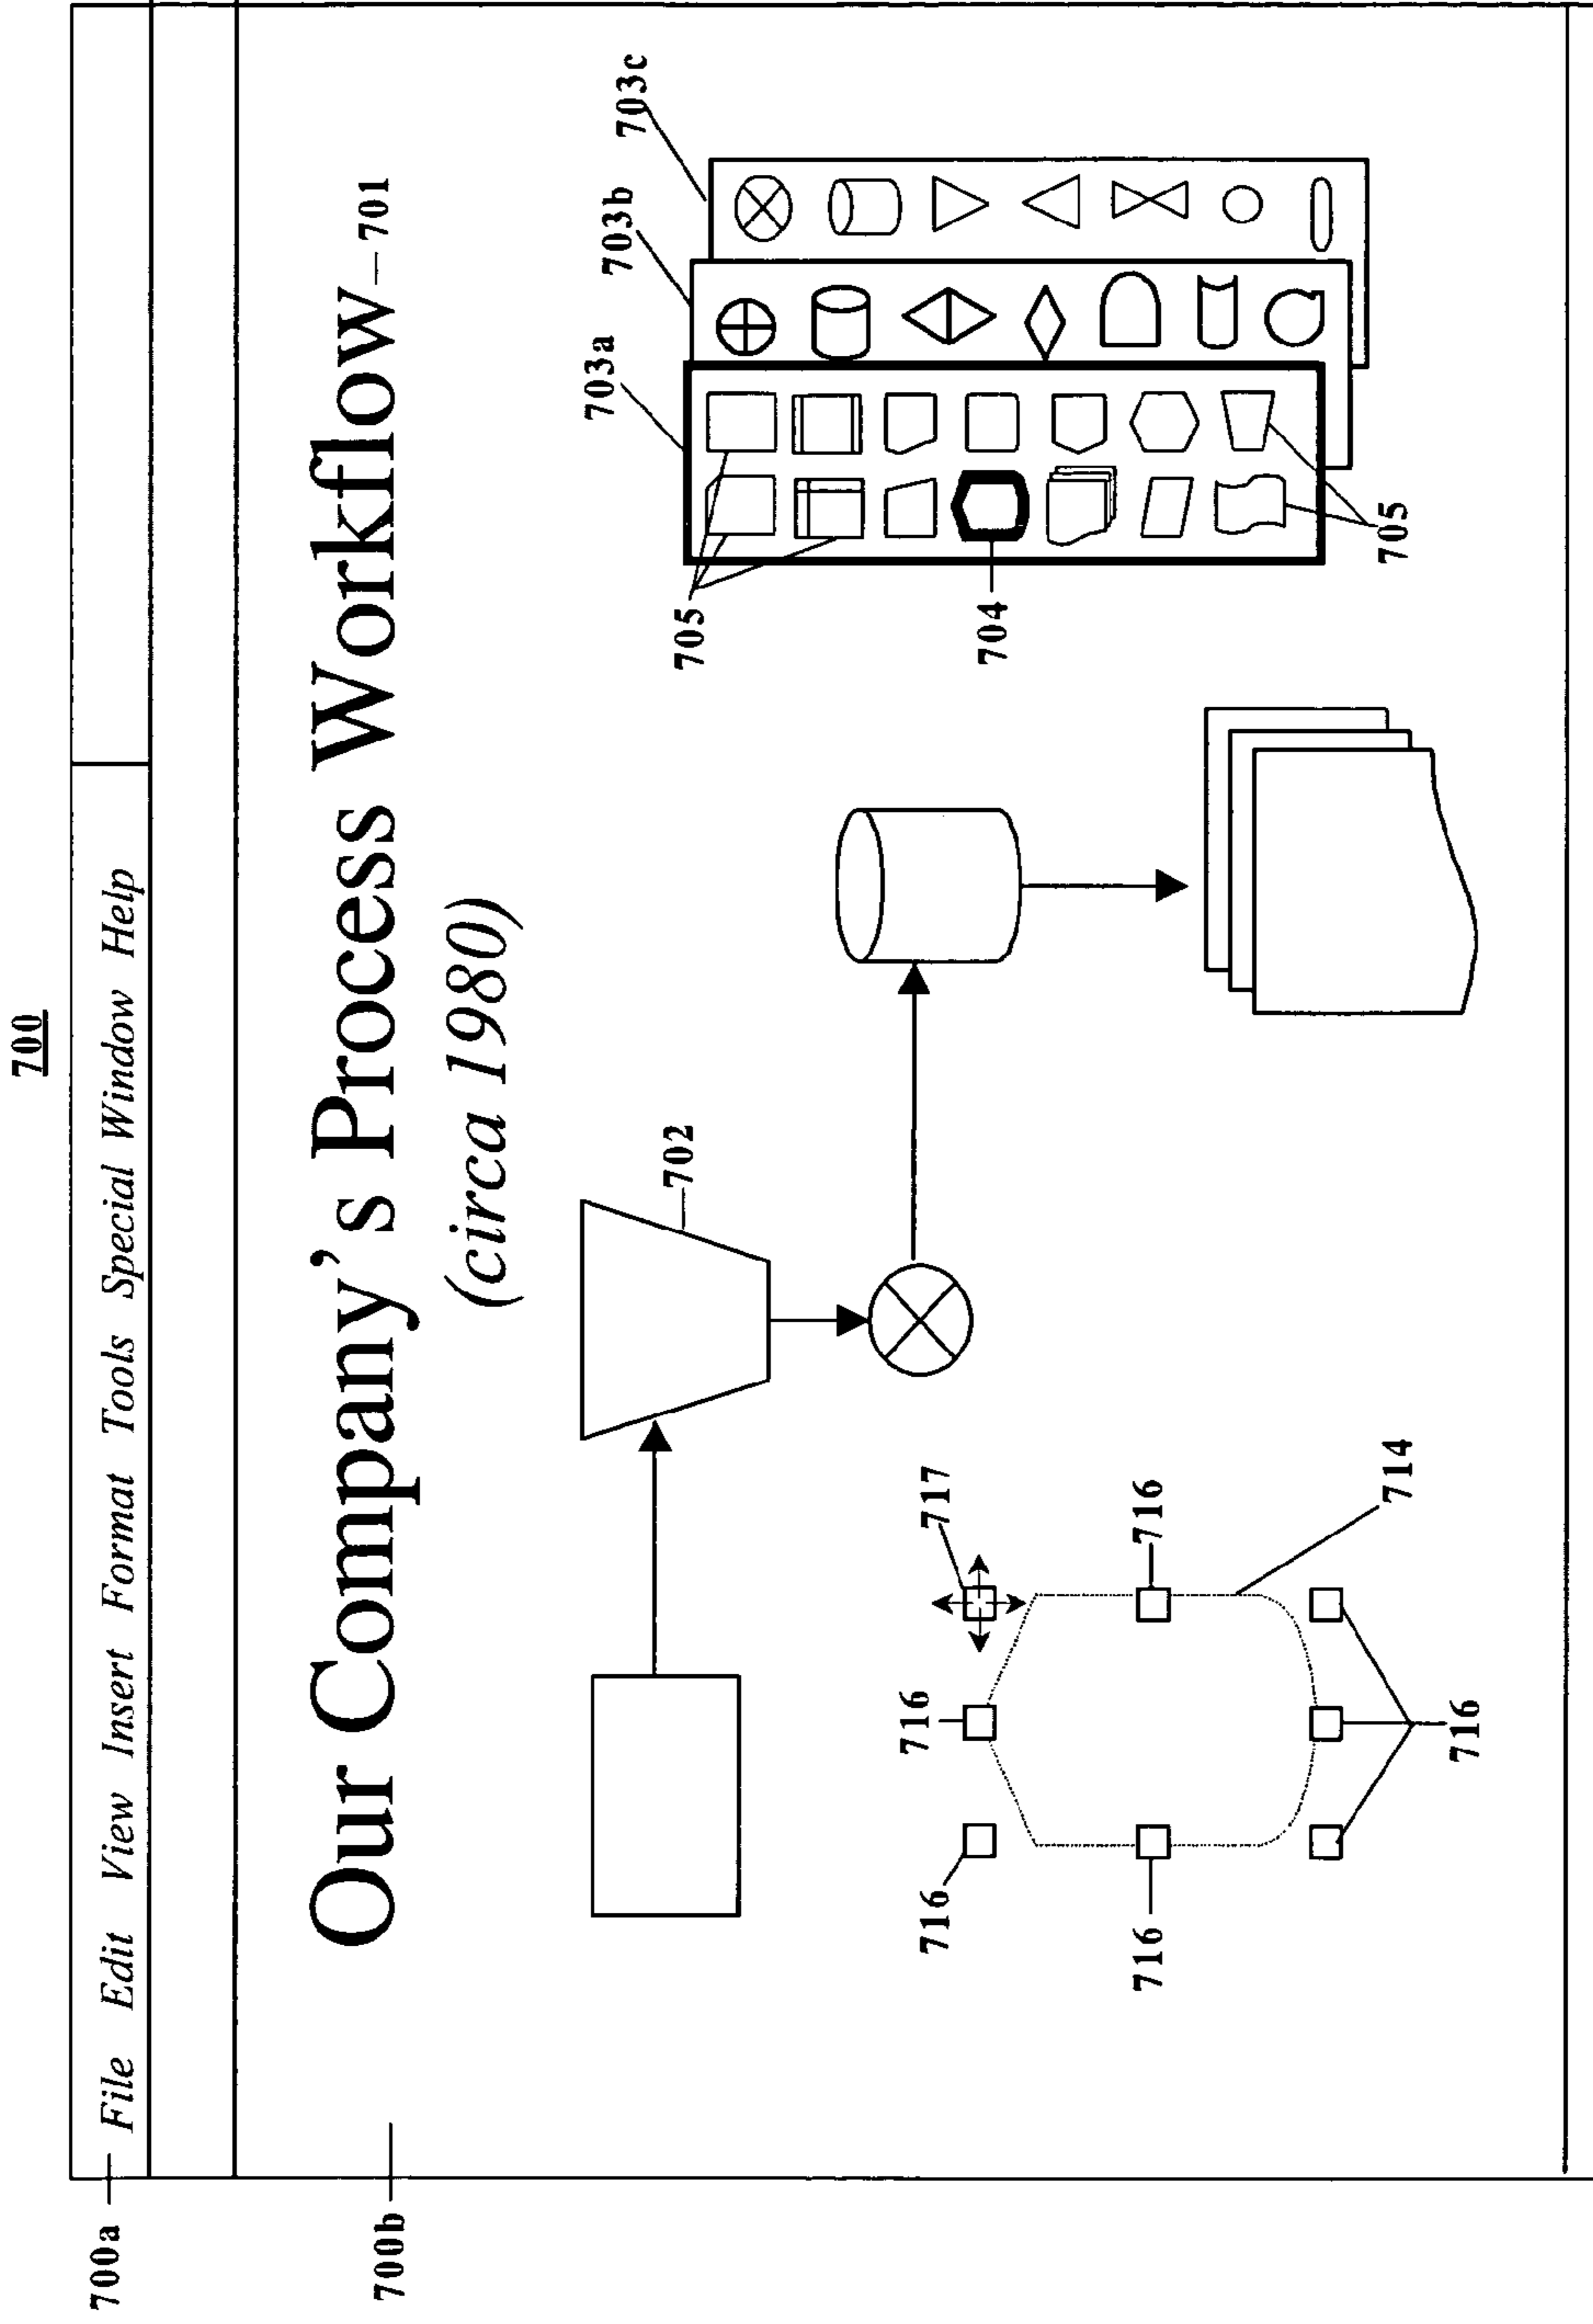 700
700a
File Edit View Insert Format Tools Special Window Help
700b
Our Company's Process Workflow
701
(circa 1980)
702
703a
703b
703c
705
704
705
717
716
716
716
716
714
716